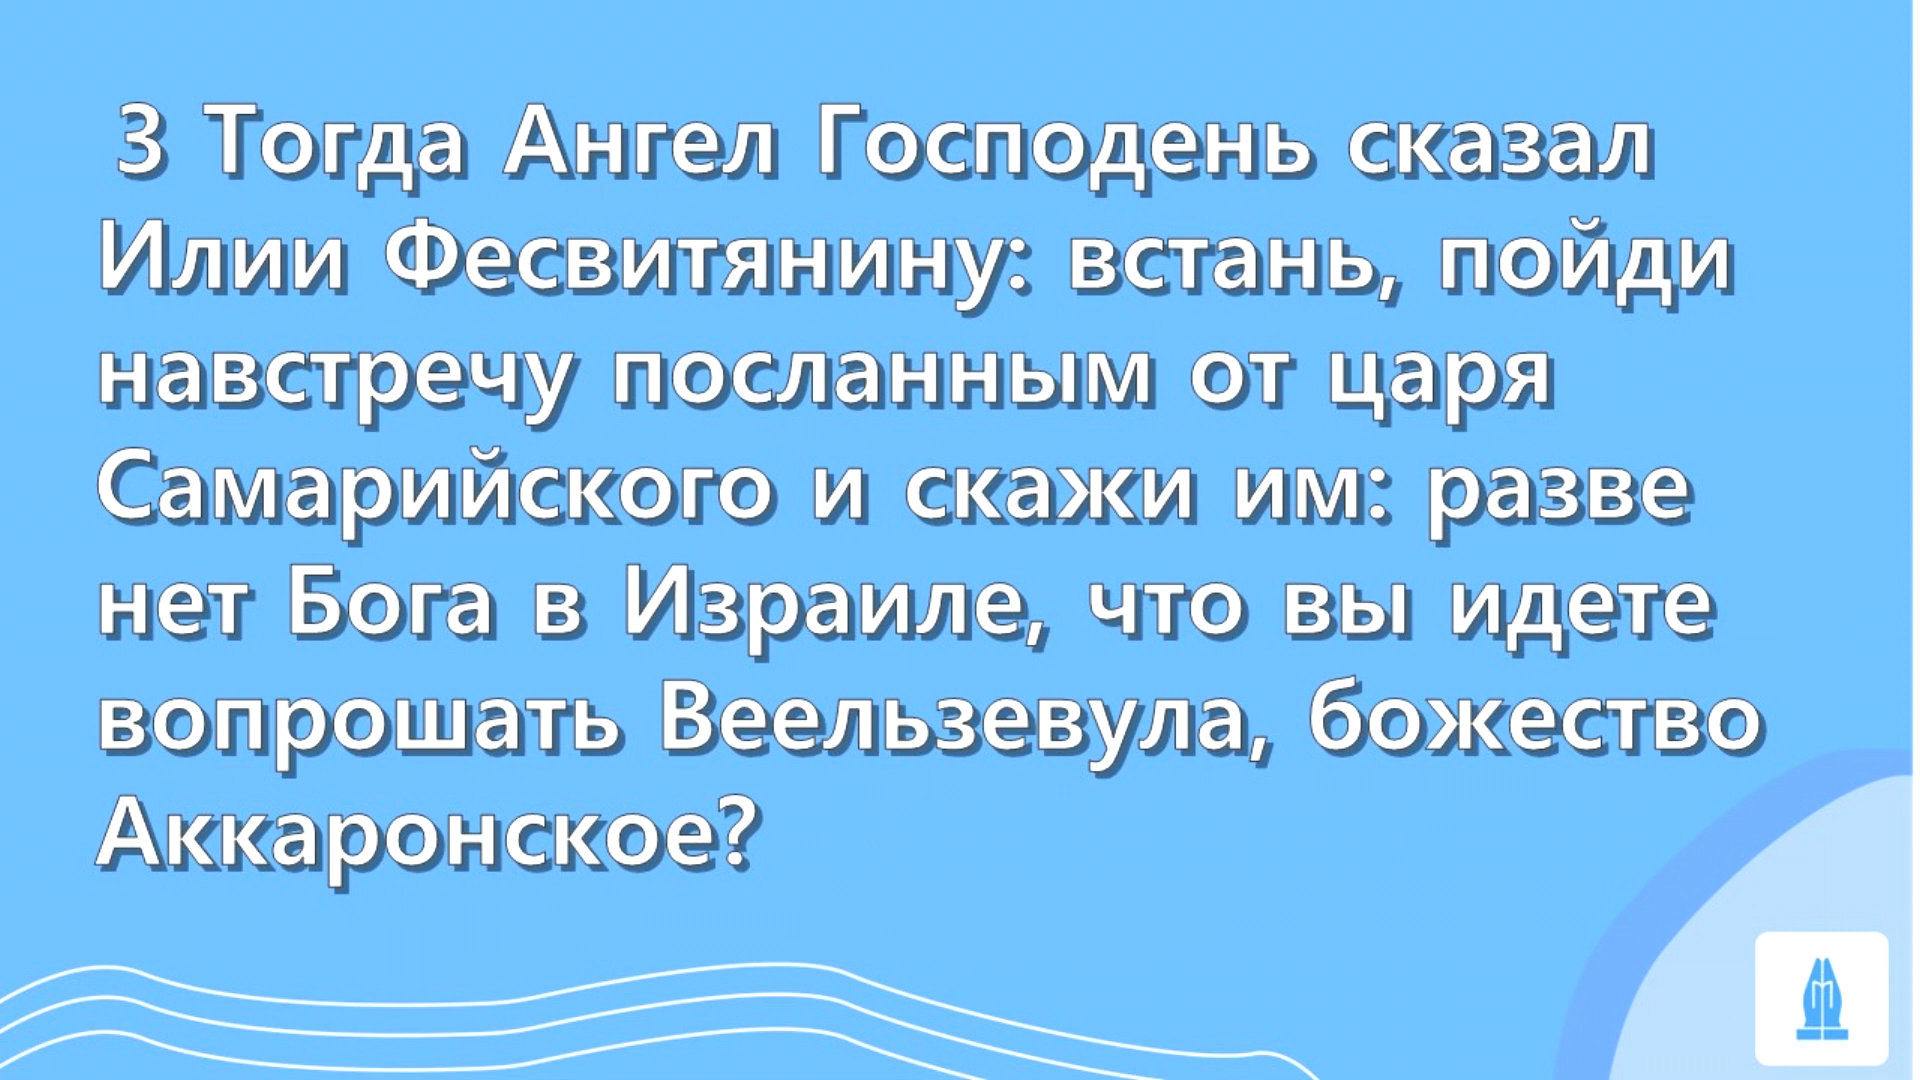 3 Тогда Ангел Господень сказал
Илии Фесвитянину: встань, пойди
навстречу посланным от царя
Самарийского и скажи им: разве
нет Бога в Израиле, что вы идете
вопрошать Веельзевула, божество
Аккаронское?